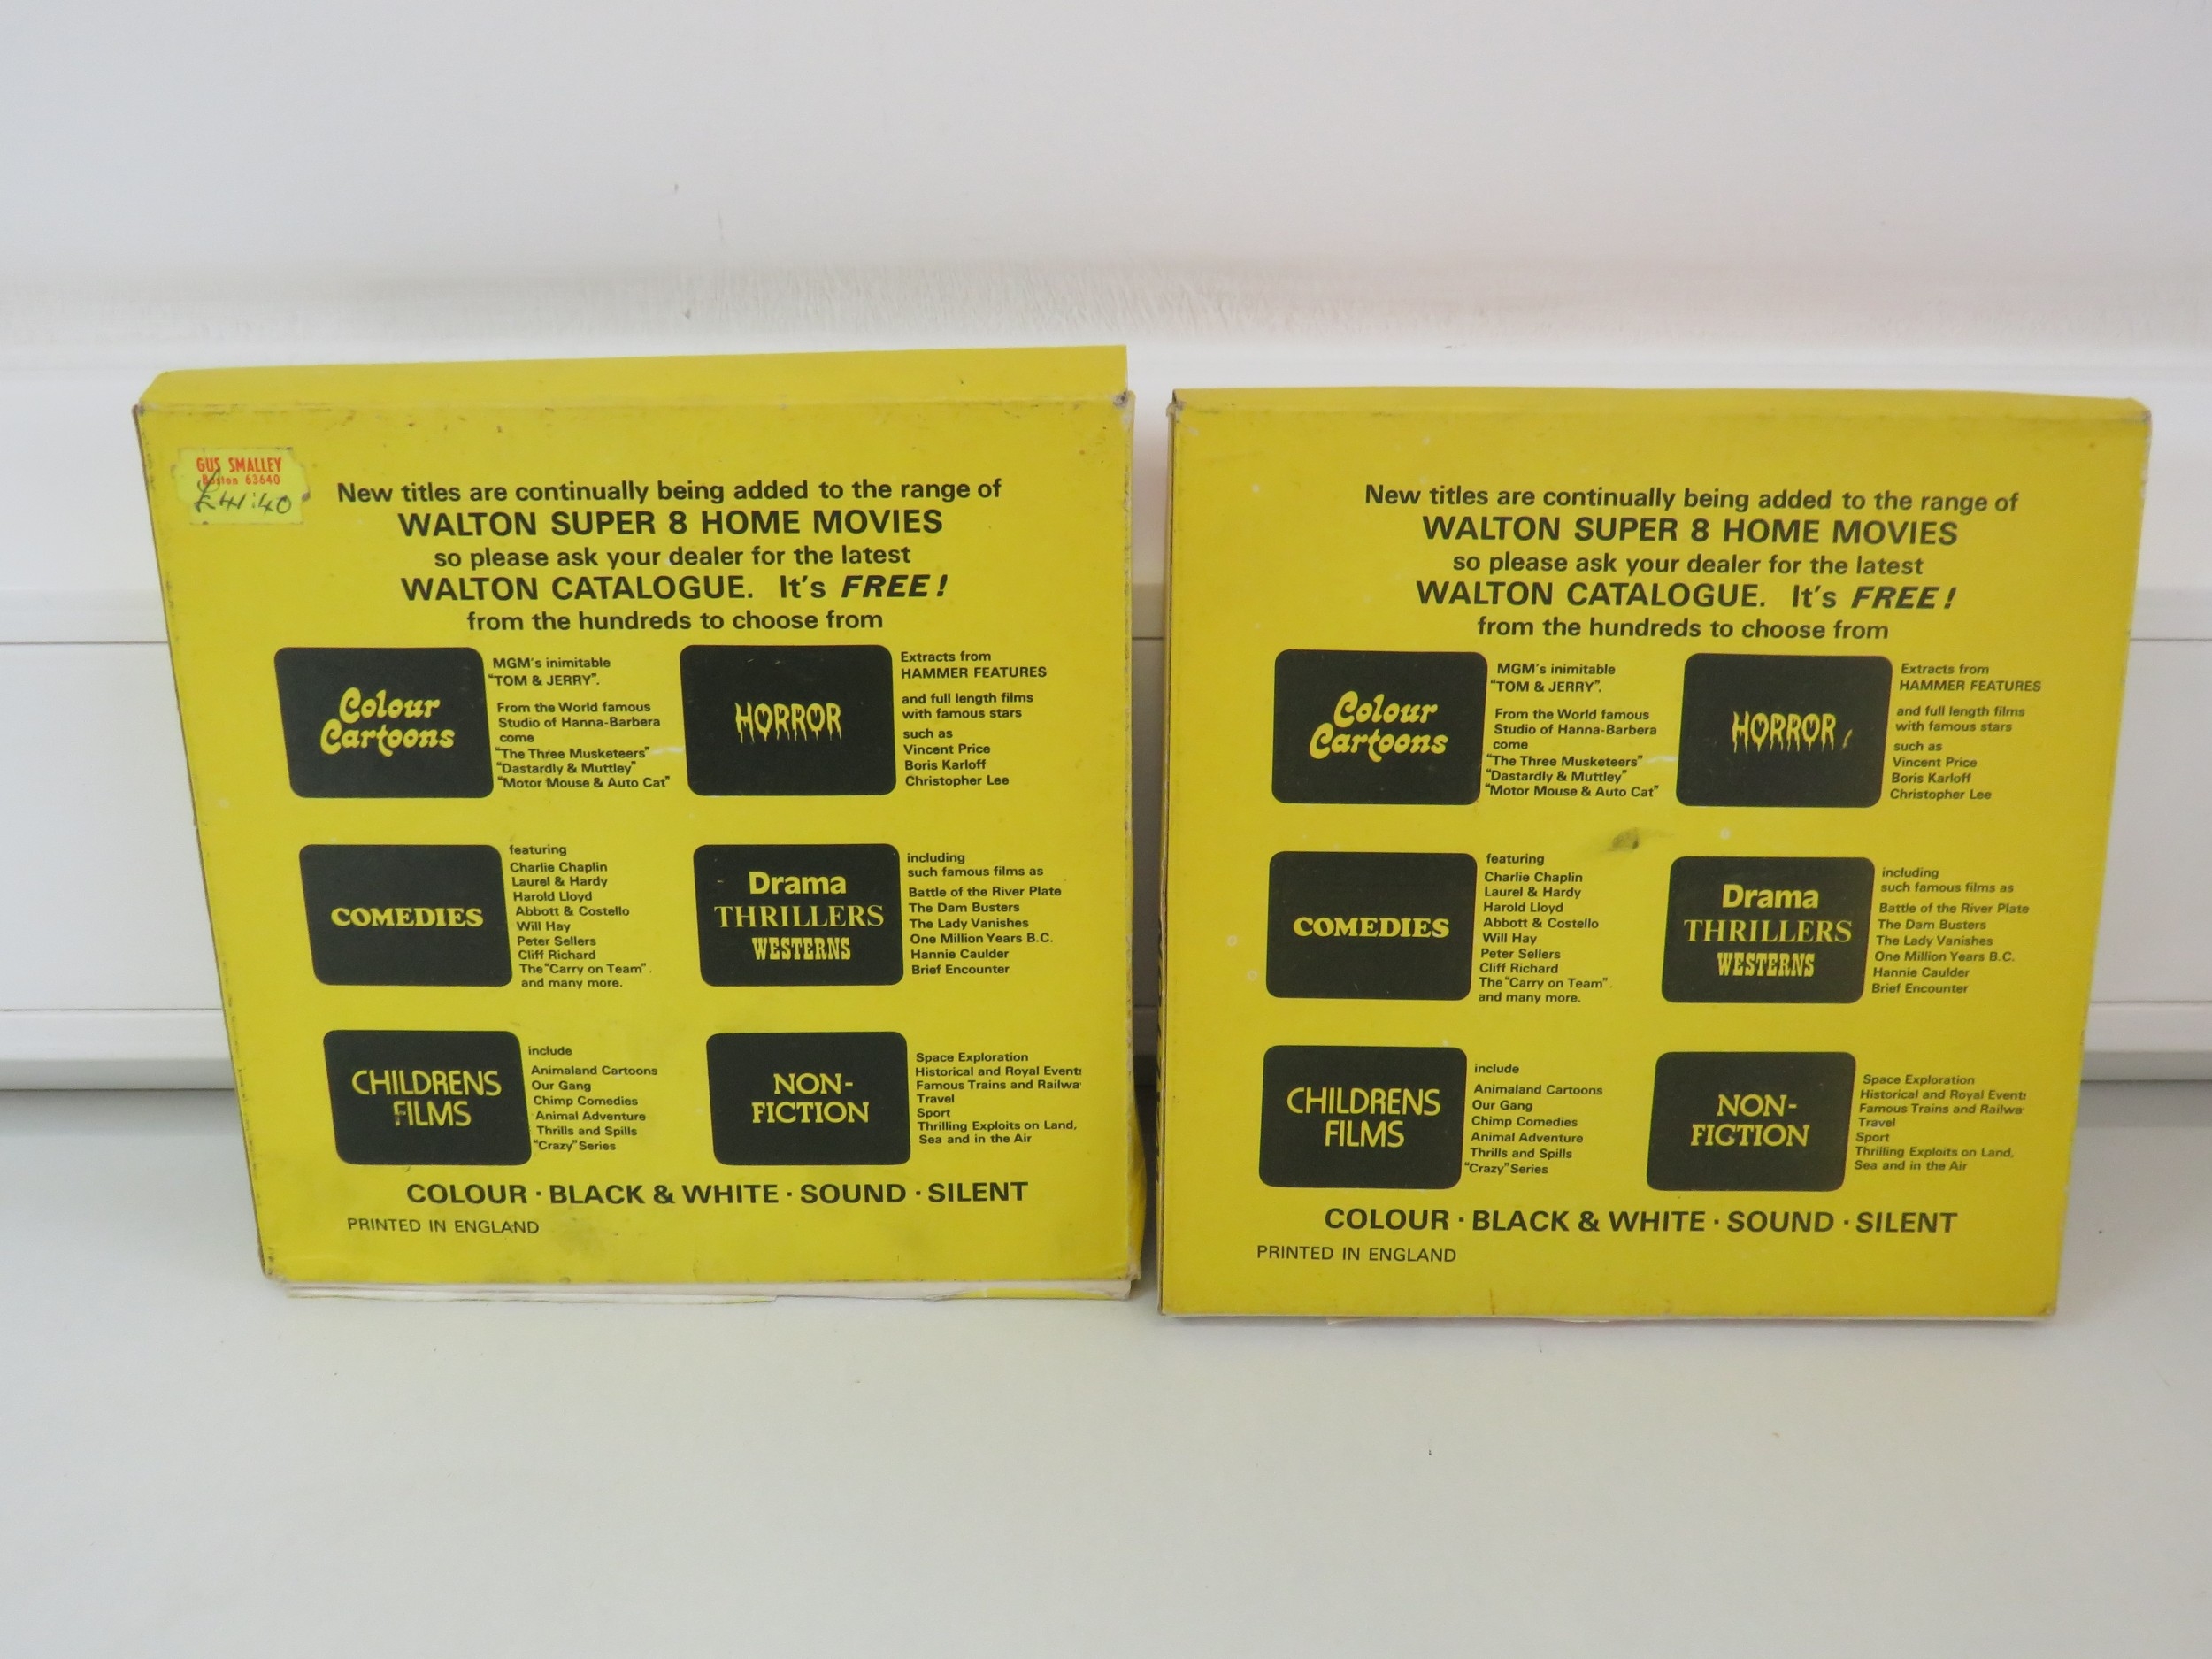 GUS SMALLEY
Boston 63640
£41:40
New titles are continually being added to the range of
WALTON SUPER 8 HOME MOVIES
so please ask your dealer for the latest
WALTON CATALOGUE. It's FREE!
from the hundreds to choose from
Colour
Cartoons
MGM's inimitable
"TOM & JERRY".
From the World famous
Studio of Hanna-Barbera
come
"The Three Musketeers"
"Dastardly & Muttley"
"Motor Mouse & Auto Cat"
HORROR
Extracts from
HAMMER FEATURES
and full length films
with famous stars
such as
Vincent Price
Boris Karloff
Christopher Lee
COMEDIES
featuring
Charlie Chaplin
Laurel & Hardy
Harold Lloyd
Abbott & Costello
Will Hay
Peter Sellers
Cliff Richard
The "Carry on Team".
and many more.
Drama
THRILLERS
WESTERNS
including
such famous films as
Battle of the River Plate
The Dam Busters
The Lady Vanishes
One Million Years B.C.
Hannie Caulder
Brief Encounter
CHILDRENS
FILMS
include
Animaland Cartoons
Our Gang
Chimp Comedies
Animal Adventure
Thrills and Spills
"Crazy" Series
NON-
FICTION
Space Exploration
Historical and Royal Events
Famous Trains and Railwa
Travel
Sport
Thrilling Exploits on Land,
Sea and in the Air
COLOUR · BLACK & WHITE · SOUND · SILENT
PRINTED IN ENGLAND
New titles are continually being added to the range of
WALTON SUPER 8 HOME MOVIES
so please ask your dealer for the latest
WALTON CATALOGUE. It's FREE!
from the hundreds to choose from
Colour
Cartoons
MGM's inimitable
"TOM & JERRY".
From the World famous
Studio of Hanna-Barbera
come
"The Three Musketeers"
"Dastardly & Muttley"
"Motor Mouse & Auto Cat"
HORROR
Extracts from
HAMMER FEATURES
and full length films
with famous stars
such as
Vincent Price
Boris Karloff
Christopher Lee
COMEDIES
featuring
Charlie Chaplin
Laurel & Hardy
Harold Lloyd
Abbott & Costello
Will Hay
Peter Sellers
Cliff Richard
The "Carry on Team".
and many more.
Drama
THRILLERS
WESTERNS
including
such famous films as
Battle of the River Plate
The Dam Busters
The Lady Vanishes
One Million Years B.C.
Hannie Caulder
Brief Encounter
CHILDRENS
FILMS
include
Animaland Cartoons
Our Gang
Chimp Comedies
Animal Adventure
Thrills and Spills
"Crazy" Series
NON-
FICTION
Space Exploration
Historical and Royal Events
Famous Trains and Railwa
Travel
Sport
Thrilling Exploits on Land,
Sea and in the Air
COLOUR · BLACK & WHITE · SOUND · SILENT
PRINTED IN ENGLAND